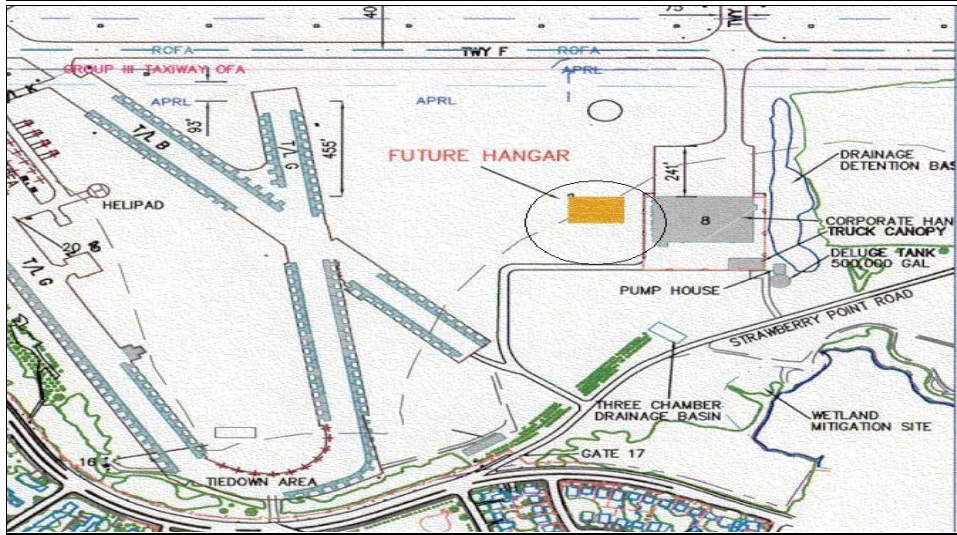 40
75'
TWY
ROFA
TWY F
ROFA
GROUP III TAXIWAY OFA
APRL
APRL
APRL
93'
T/L B
T/L G
455'
FUTURE HANGAR
241'
DRAINAGE
DETENTION BAS
HELIPAD
8
CORPORATE HAN
TRUCK CANOPY
DELUGE TANK
500,000 GAL
20
T/L G
PUMP HOUSE
STRAWBERRY POINT ROAD
THREE CHAMBER
DRAINAGE BASIN
WETLAND
MITIGATION SITE
GATE 17
16
TIEDOWN AREA